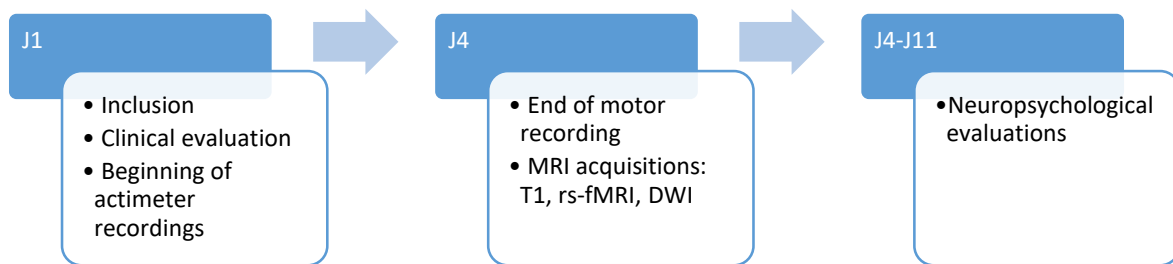 J1
• Inclusion
• Clinical evaluation
• Beginning of
actimeter
recordings
J4
• End of motor
recording
• MRI acquisitions:
T1, rs-fMRI, DWI
J4-J11
•Neuropsychological
evaluations